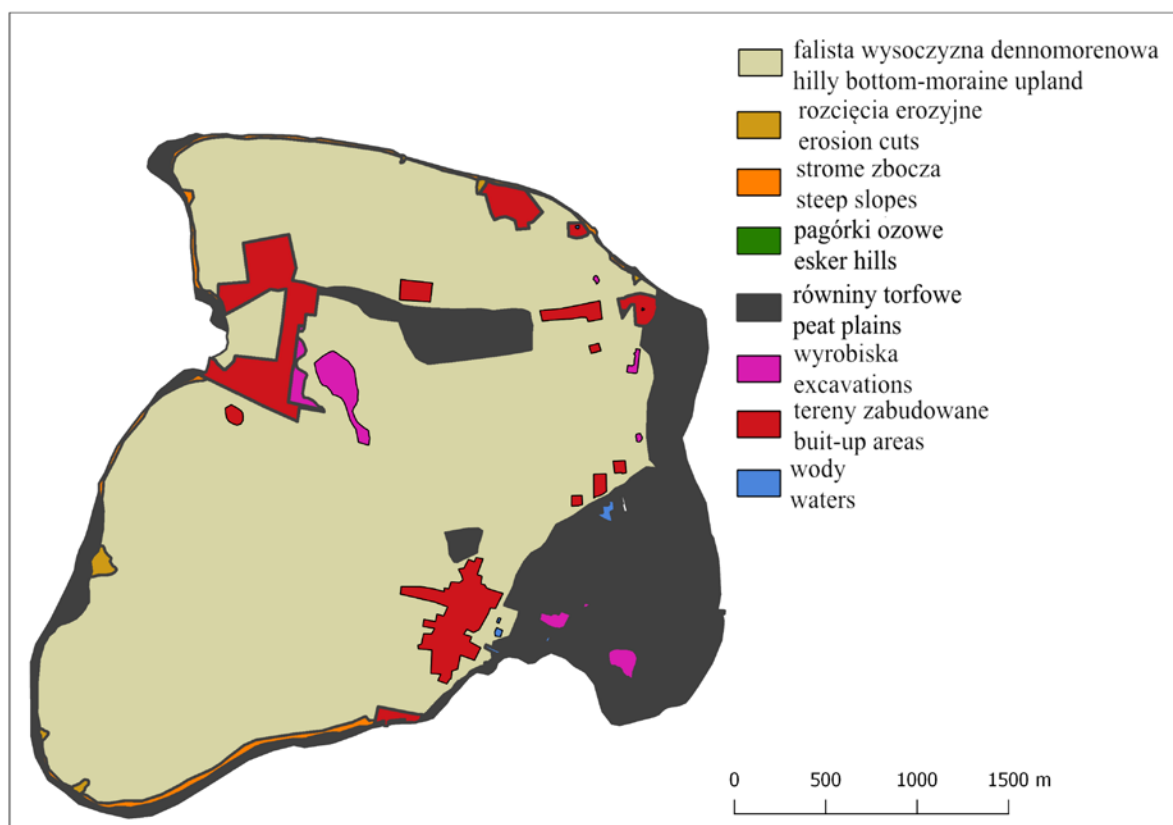 falista wysoczyzna dennomorenowa
hilly bottom-moraine upland
rozcięcia erozyjne
erosion cuts
strome zbocza
steep slopes
pagórki ozowe
esker hills
równiny torfowe
peat plains
wyrobiska
excavations
tereny zabudowane
buit-up areas
wody
waters
0 500 1000 1500 m